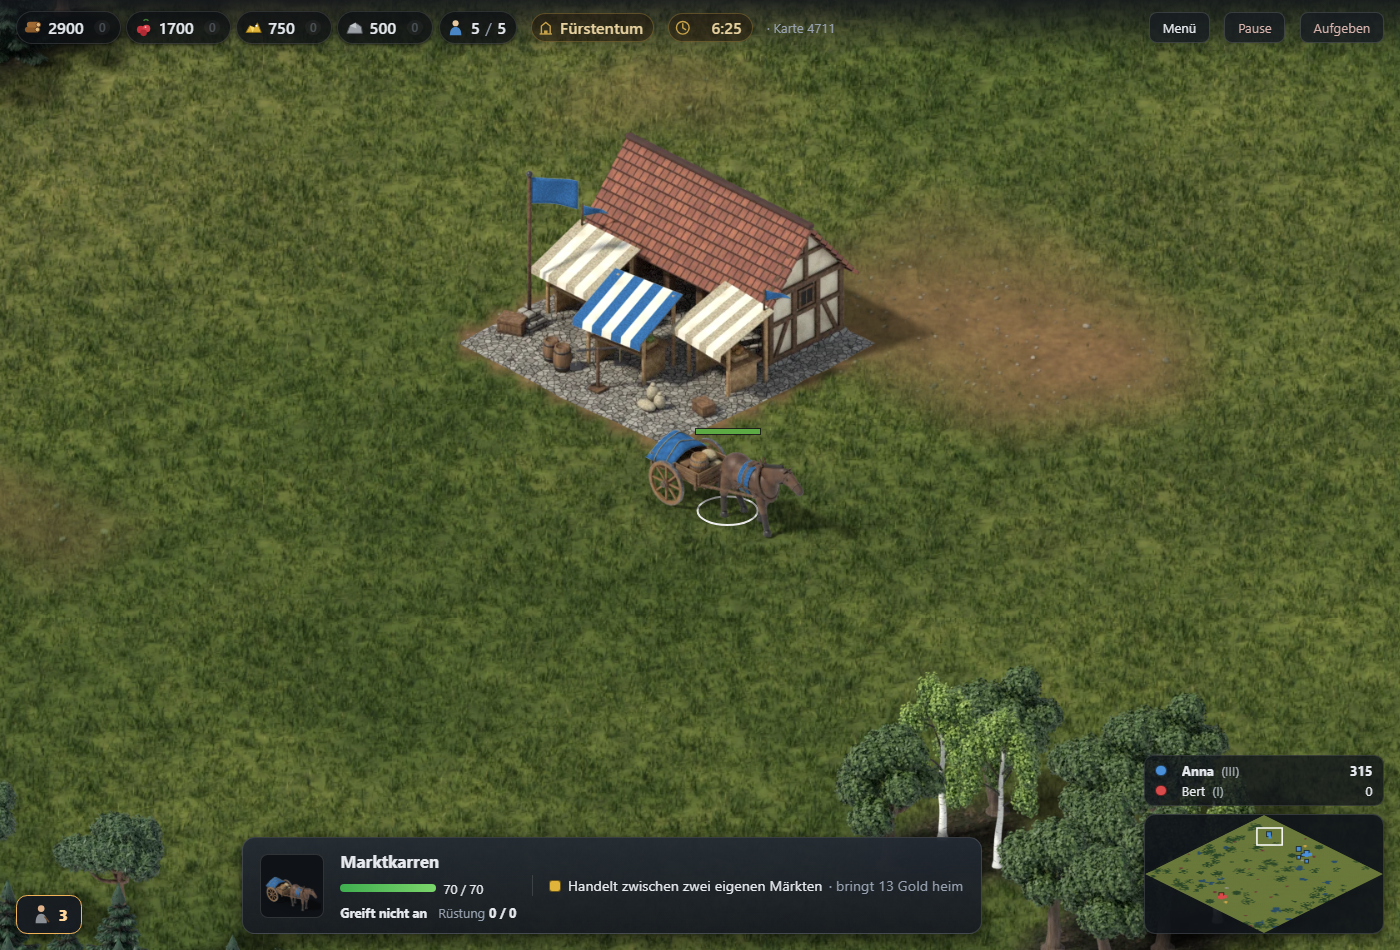 2900 0 1700 0 750 0 500 0 5 / 5 Fürstentum 6:25 · Karte 4711 Menü Pause Aufgeben
Anna (III) 315
Bert (I) 0
Marktkarren
70 / 70 Handelt zwischen zwei eigenen Märkten · bringt 13 Gold heim
Greift nicht an Rüstung 0 / 0
3